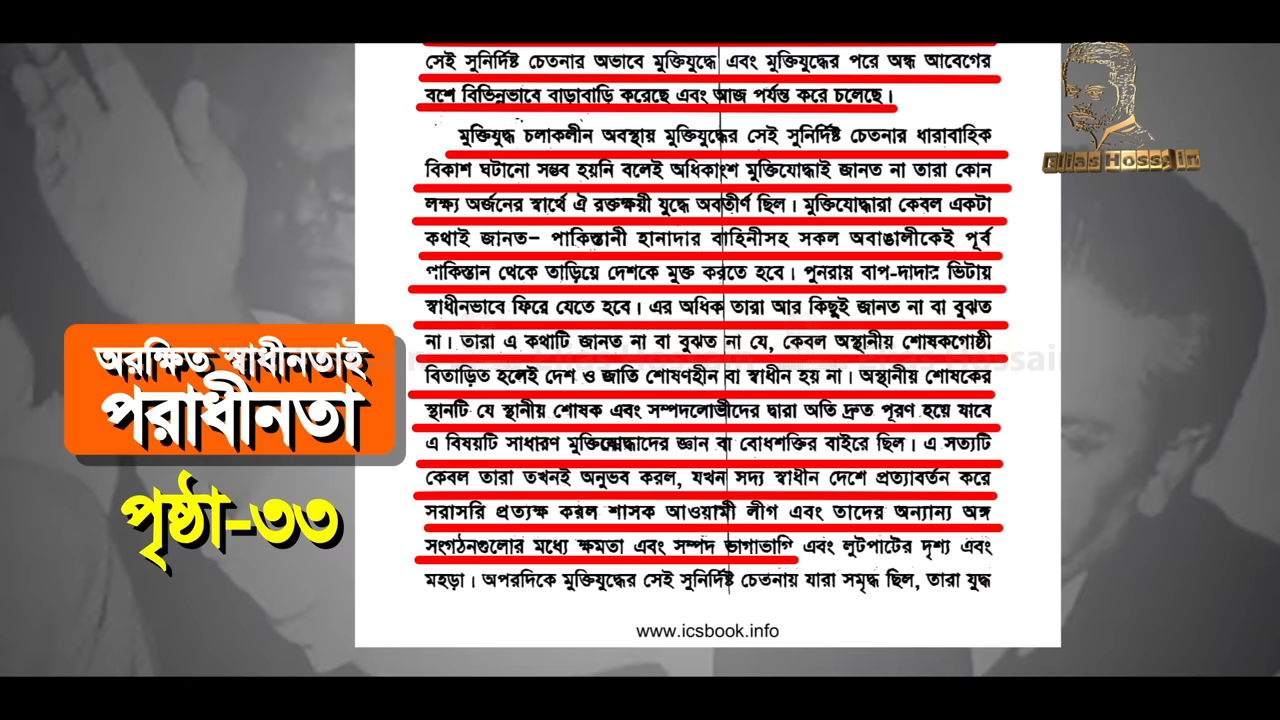 সেই সুনির্দিষ্ট চেতনার অভাবে মুক্তিযুদ্ধে এবং মুক্তিযুদ্ধের পরে অন্ধ আবেগের
বশে বিভিন্নভাবে বাড়াবাড়ি করেছে এবং আজ পর্যন্ত করে চলেছে।
মুক্তিযুদ্ধ চলাকলীন অবস্থায় মুক্তিযুদ্ধের সেই সুনির্দিষ্ট চেতনার ধারাবাহিক
বিকাশ ঘটানো সম্ভব হয়নি বলেই অধিকাংশ মুক্তিযোদ্ধাই জানত না তারা কোন
লক্ষ্য অর্জনের স্বার্থে ঐ রক্তক্ষয়ী যুদ্ধে অবতীর্ণ ছিল। মুক্তিযোদ্ধারা কেবল একটা
কথাই জানত– পাকিস্তানী হানাদার বাহিনীসহ সকল অবাঙালীকেই পূর্ব
পাকিস্তান থেকে তাড়িয়ে দেশকে মুক্ত করতে হবে। পুনরায় বাপ-দাদার ভিটায়
স্বাধীনভাবে ফিরে যেতে হবে। এর অধিক তারা আর কিছুই জানত না বা বুঝত
না। তারা এ কথাটি জানত না বা বুঝত না যে, কেবল অস্থানীয় শোষকগোষ্ঠী
বিতাড়িত হলেই দেশ ও জাতি শোষণহীন বা স্বাধীন হয় না। অস্থানীয় শোষকের
স্থানটি যে স্থানীয় শোষক এবং সম্পদলোভীদের দ্বারা অতি দ্রুত পূরণ হয়ে যাবে
এ বিষয়টি সাধারণ মুক্তিযোদ্ধাদের জ্ঞান বা বোধশক্তির বাইরে ছিল। এ সত্যটি
কেবল তারা তখনই অনুভব করল, যখন সদ্য স্বাধীন দেশে প্রত্যাবর্তন করে
সরাসরি প্রত্যক্ষ করল শাসক আওয়ামী লীগ এবং তাদের অন্যান্য অঙ্গ
সংগঠনগুলোর মধ্যে ক্ষমতা এবং সম্পদ ভাগাভাগি এবং লুটপাটের দৃশ্য এবং
মহড়া। অপরদিকে মুক্তিযুদ্ধের সেই সুনির্দিষ্ট চেতনায় যারা সমৃদ্ধ ছিল, তারা যুদ্ধ
www.icsbook.info
অরক্ষিত স্বাধীনতাই
পরাধীনতা
পৃষ্ঠা-৩৩
Elias Hossain